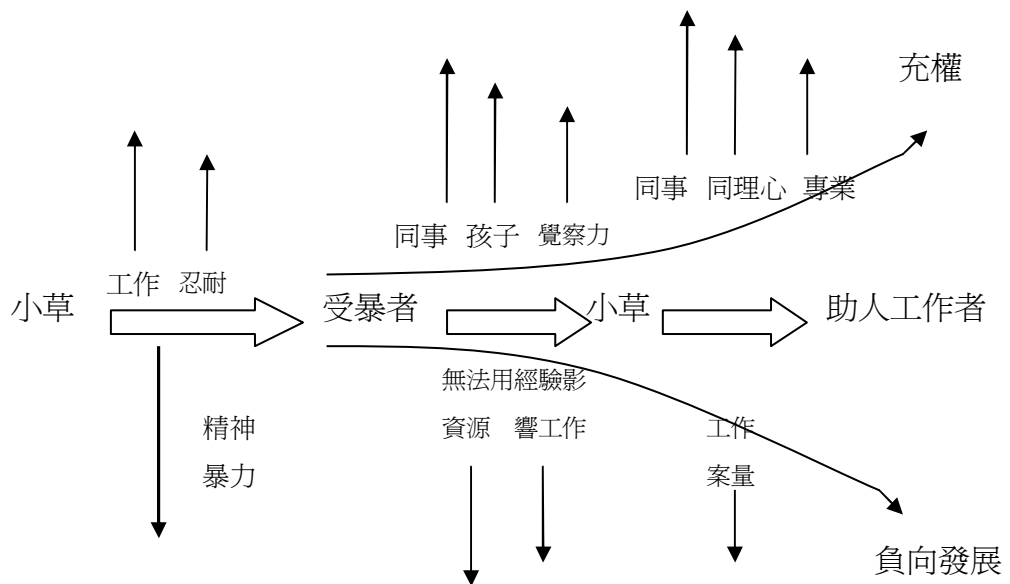 充權
同事 同理心 專業
同事 孩子 覺察力
工作 忍耐
小草 受暴者 小草 助人工作者
無法用經驗影
資源 響工作
精神
暴力
工作
案量
負向發展